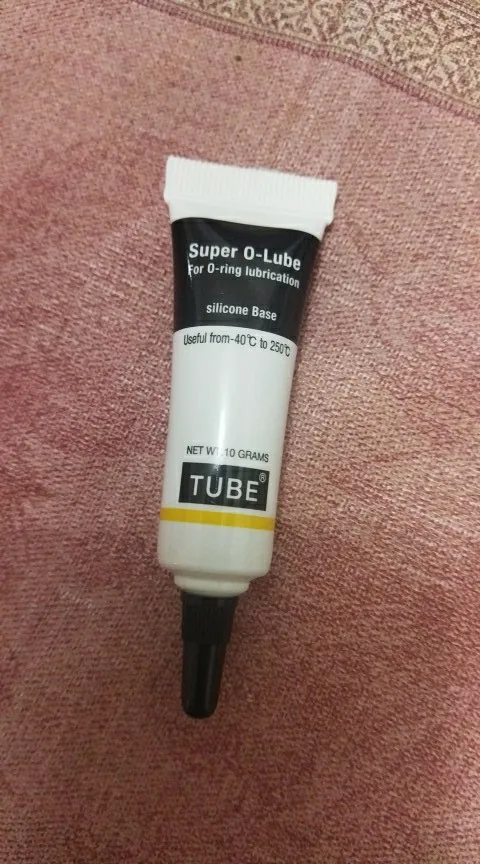 Super O-Lube
For O-ring lubrication
silicone Base
Useful from-40℃ to 250℃
NET WT.10 GRAMS
TUBE®